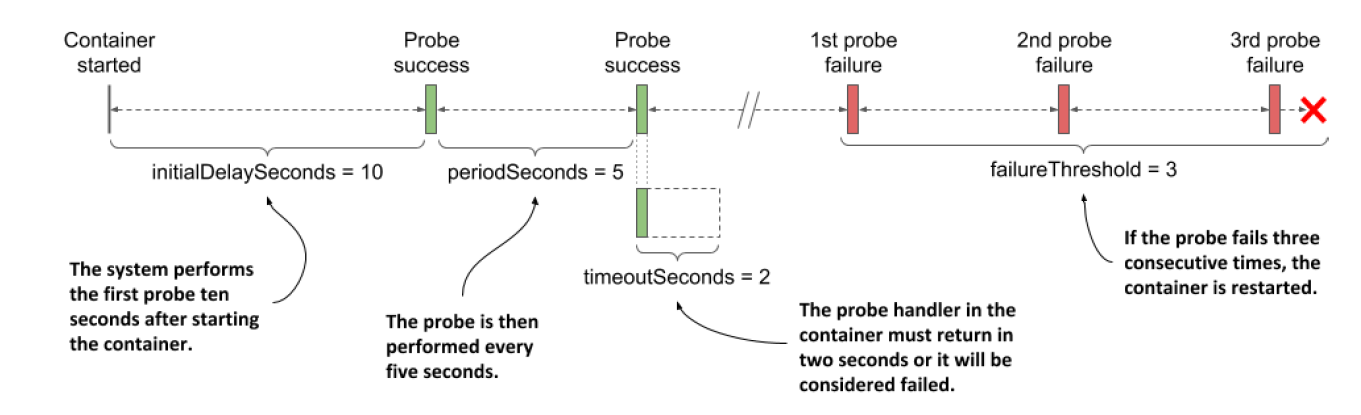 Container
started
Probe
success
Probe
success
1st probe
failure
2nd probe
failure
3rd probe
failure
initialDelaySeconds = 10
periodSeconds = 5
failureThreshold = 3
timeoutSeconds = 2
The system performs
the first probe ten
seconds after starting
the container.
The probe is then
performed every
five seconds.
The probe handler in the
container must return in
two seconds or it will be
considered failed.
If the probe fails three
consecutive times, the
container is restarted.